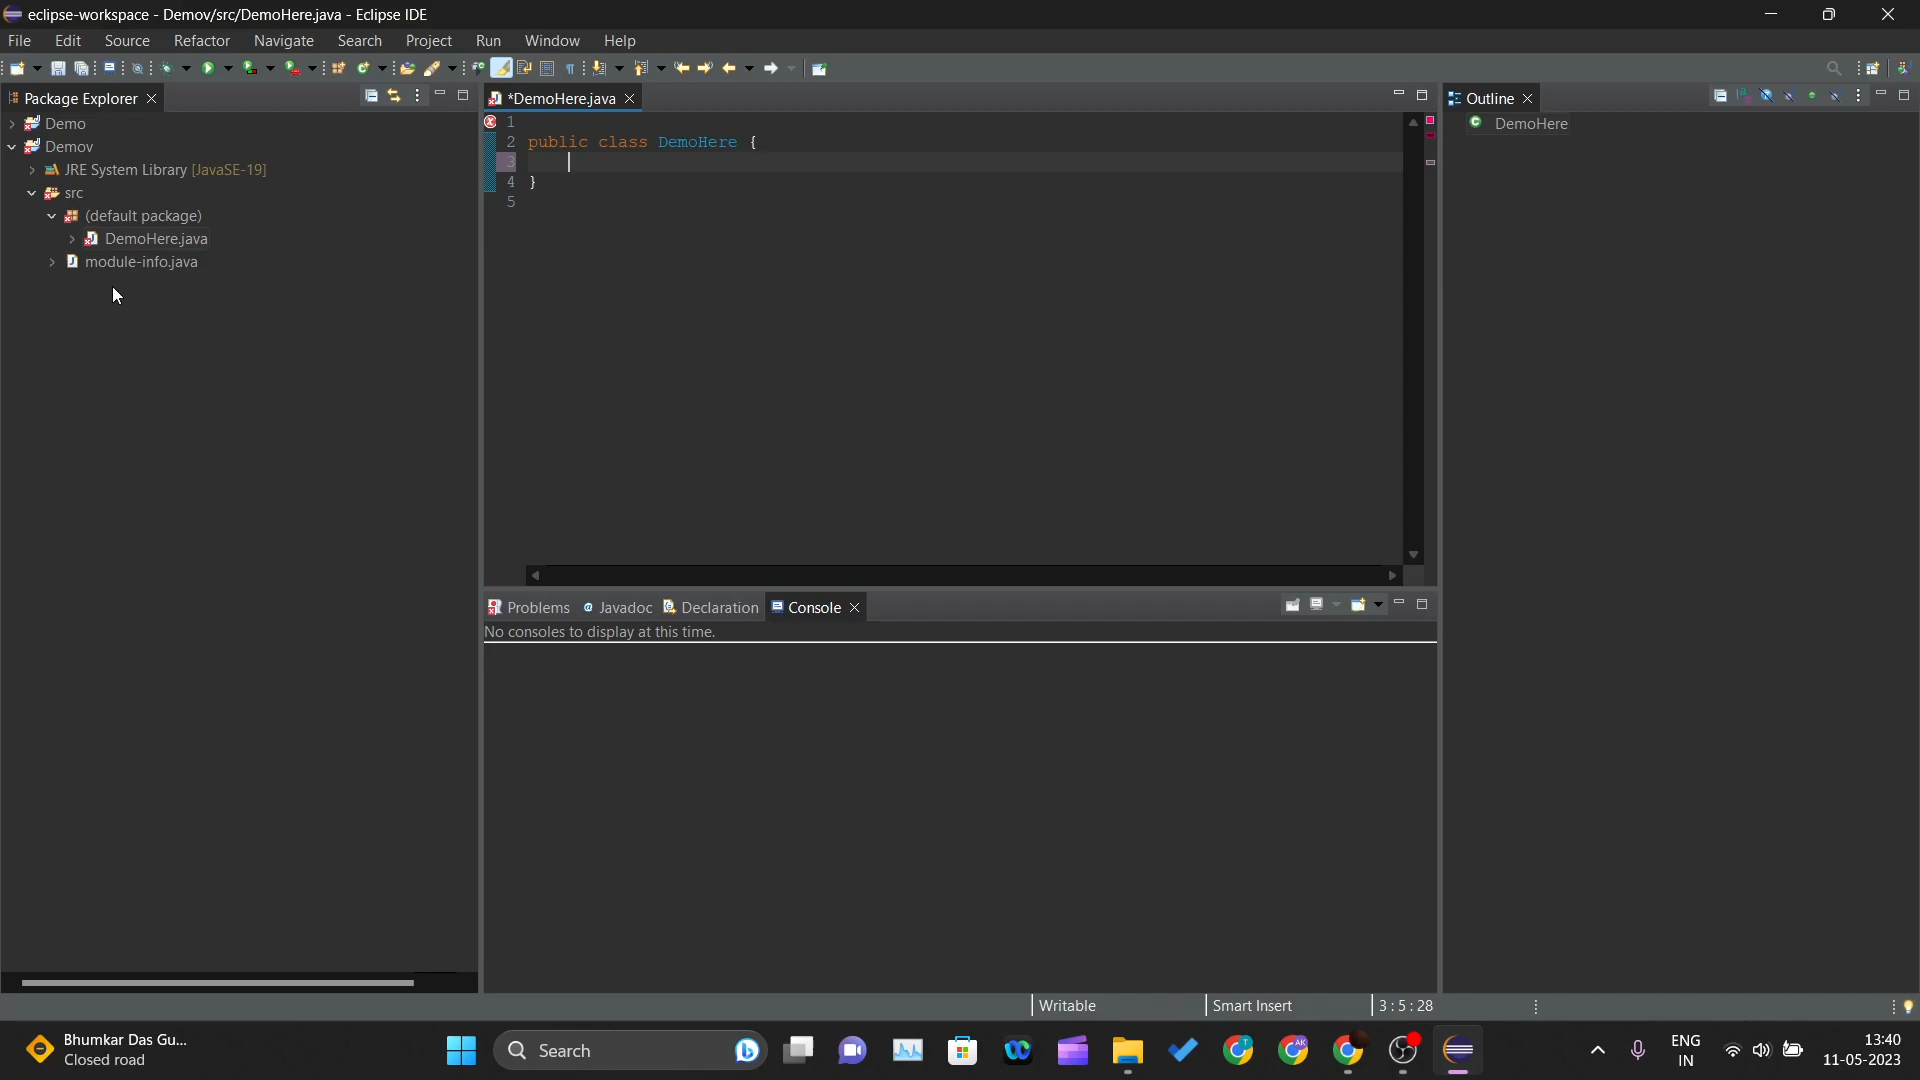 eclipse-workspace - Demov/src/DemoHere.java - Eclipse IDE
File Edit Source Refactor Navigate Search Project Run Window Help
Package Explorer
Demo
Demov
JRE System Library [JavaSE-19]
src
(default package)
DemoHere.java
module-info.java
*DemoHere.java
1
2 public class DemoHere {
3
4 }
5
Problems Javadoc Declaration Console
No consoles to display at this time.
Outline
DemoHere
Writable Smart Insert 3 : 5 : 28
Bhumkar Das Gu...
Closed road
Search
ENG
IN
13:40
11-05-2023